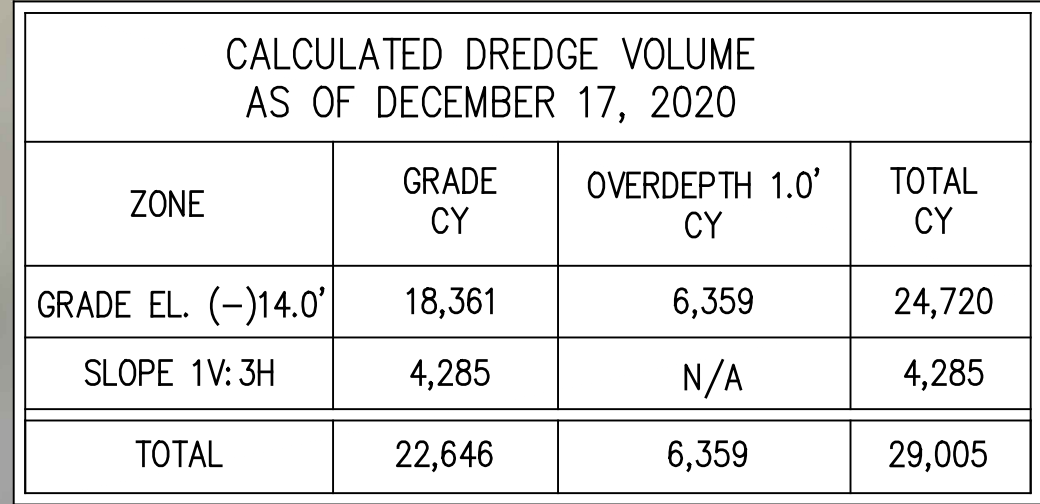 CALCULATED DREDGE VOLUME
AS OF DECEMBER 17, 2020
ZONE GRADE CY OVERDEPTH 1.0' CY TOTAL CY
GRADE EL. (-)14.0' 18,361 6,359 24,720
SLOPE 1V:3H 4,285 N/A 4,285
TOTAL 22,646 6,359 29,005